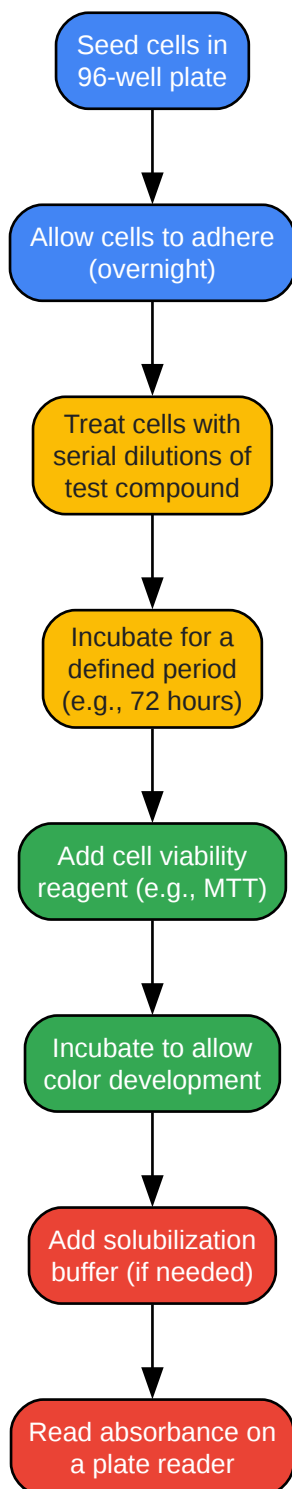 Seed cells in
96-well plate
Allow cells to adhere
(overnight)
Treat cells with
serial dilutions of
test compound
Incubate for a
defined period
(e.g., 72 hours)
Add cell viability
reagent (e.g., MTT)
Incubate to allow
color development
Add solubilization
buffer (if needed)
Read absorbance on
a plate reader